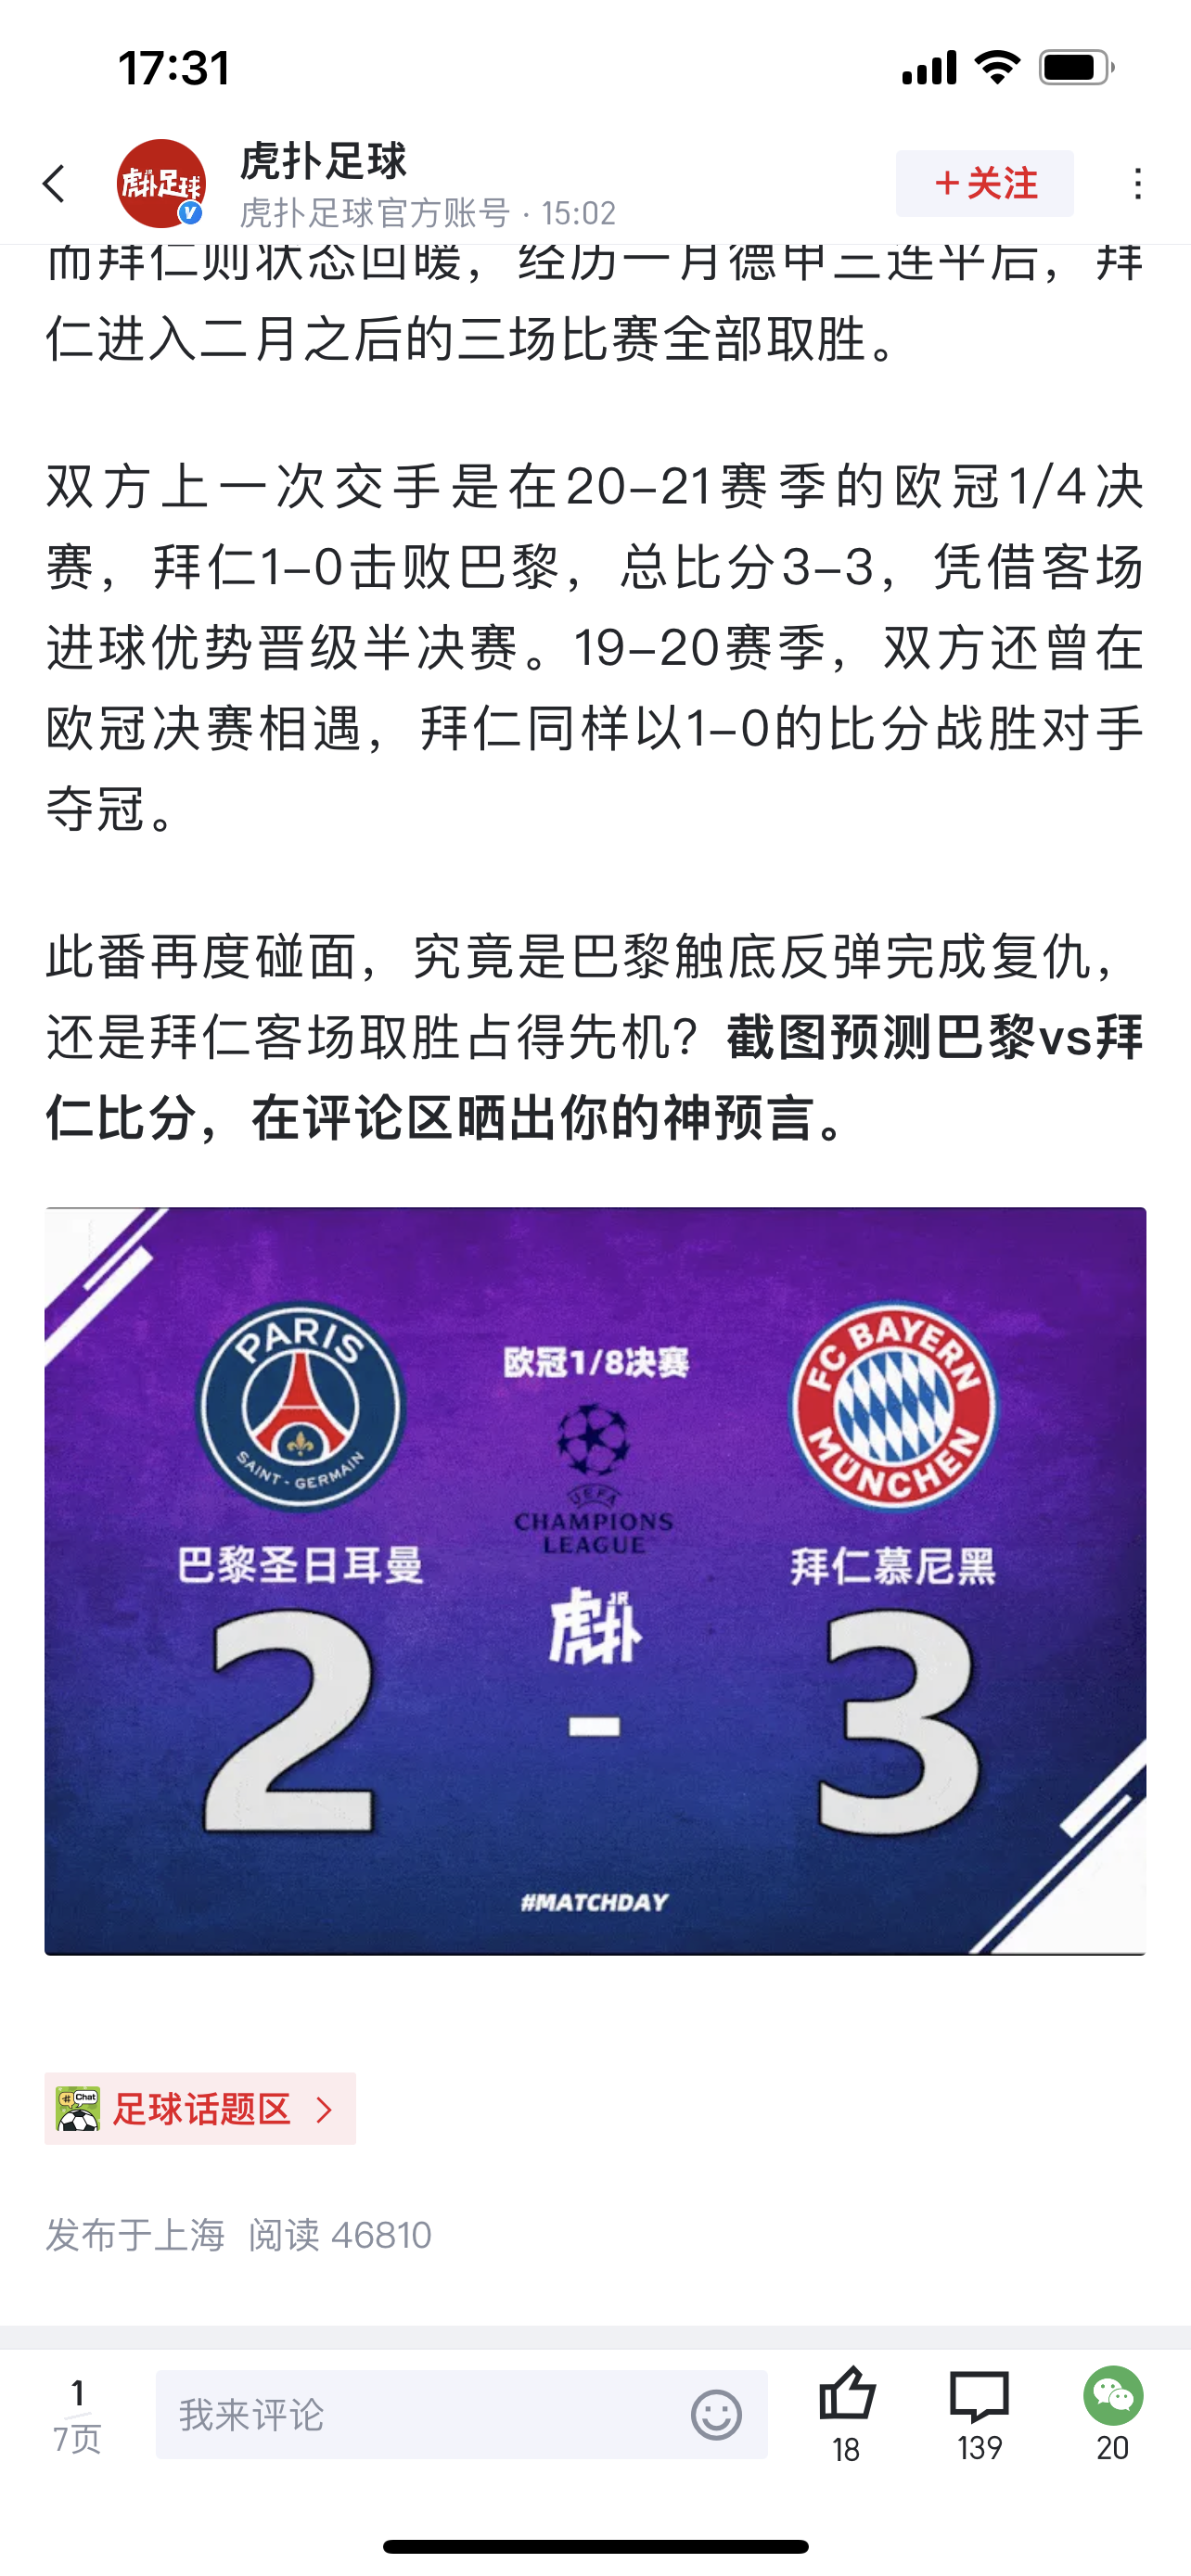 17:31
虎扑足球
虎扑足球
虎扑足球官方账号 · 15:02
+关注
而拜仁则状态回暖，经历一月德甲三连平后，拜
仁进入二月之后的三场比赛全部取胜。
双方上一次交手是在20-21赛季的欧冠1/4决
赛，拜仁1-0击败巴黎，总比分3-3，凭借客场
进球优势晋级半决赛。19-20赛季，双方还曾在
欧冠决赛相遇，拜仁同样以1-0的比分战胜对手
夺冠。
此番再度碰面，究竟是巴黎触底反弹完成复仇，
还是拜仁客场取胜占得先机？截图预测巴黎vs拜
仁比分，在评论区晒出你的神预言。
PARIS
SAINT-GERMAIN
欧冠1/8决赛
UEFA
CHAMPIONS
LEAGUE
FC BAYERN
MÜNCHEN
巴黎圣日耳曼
拜仁慕尼黑
JR
虎扑
2 - 3
#MATCHDAY
# Chat
足球话题区 >
发布于上海 阅读 46810
1
7页
我来评论
18
139
20